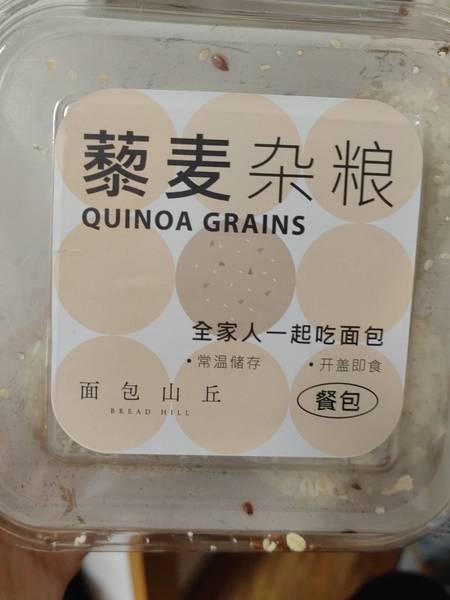 藜麦杂粮
QUINOA GRAINS
全家人一起吃面包
•常温储存 •开盖即食
面包山丘
BREAD HILL
餐包